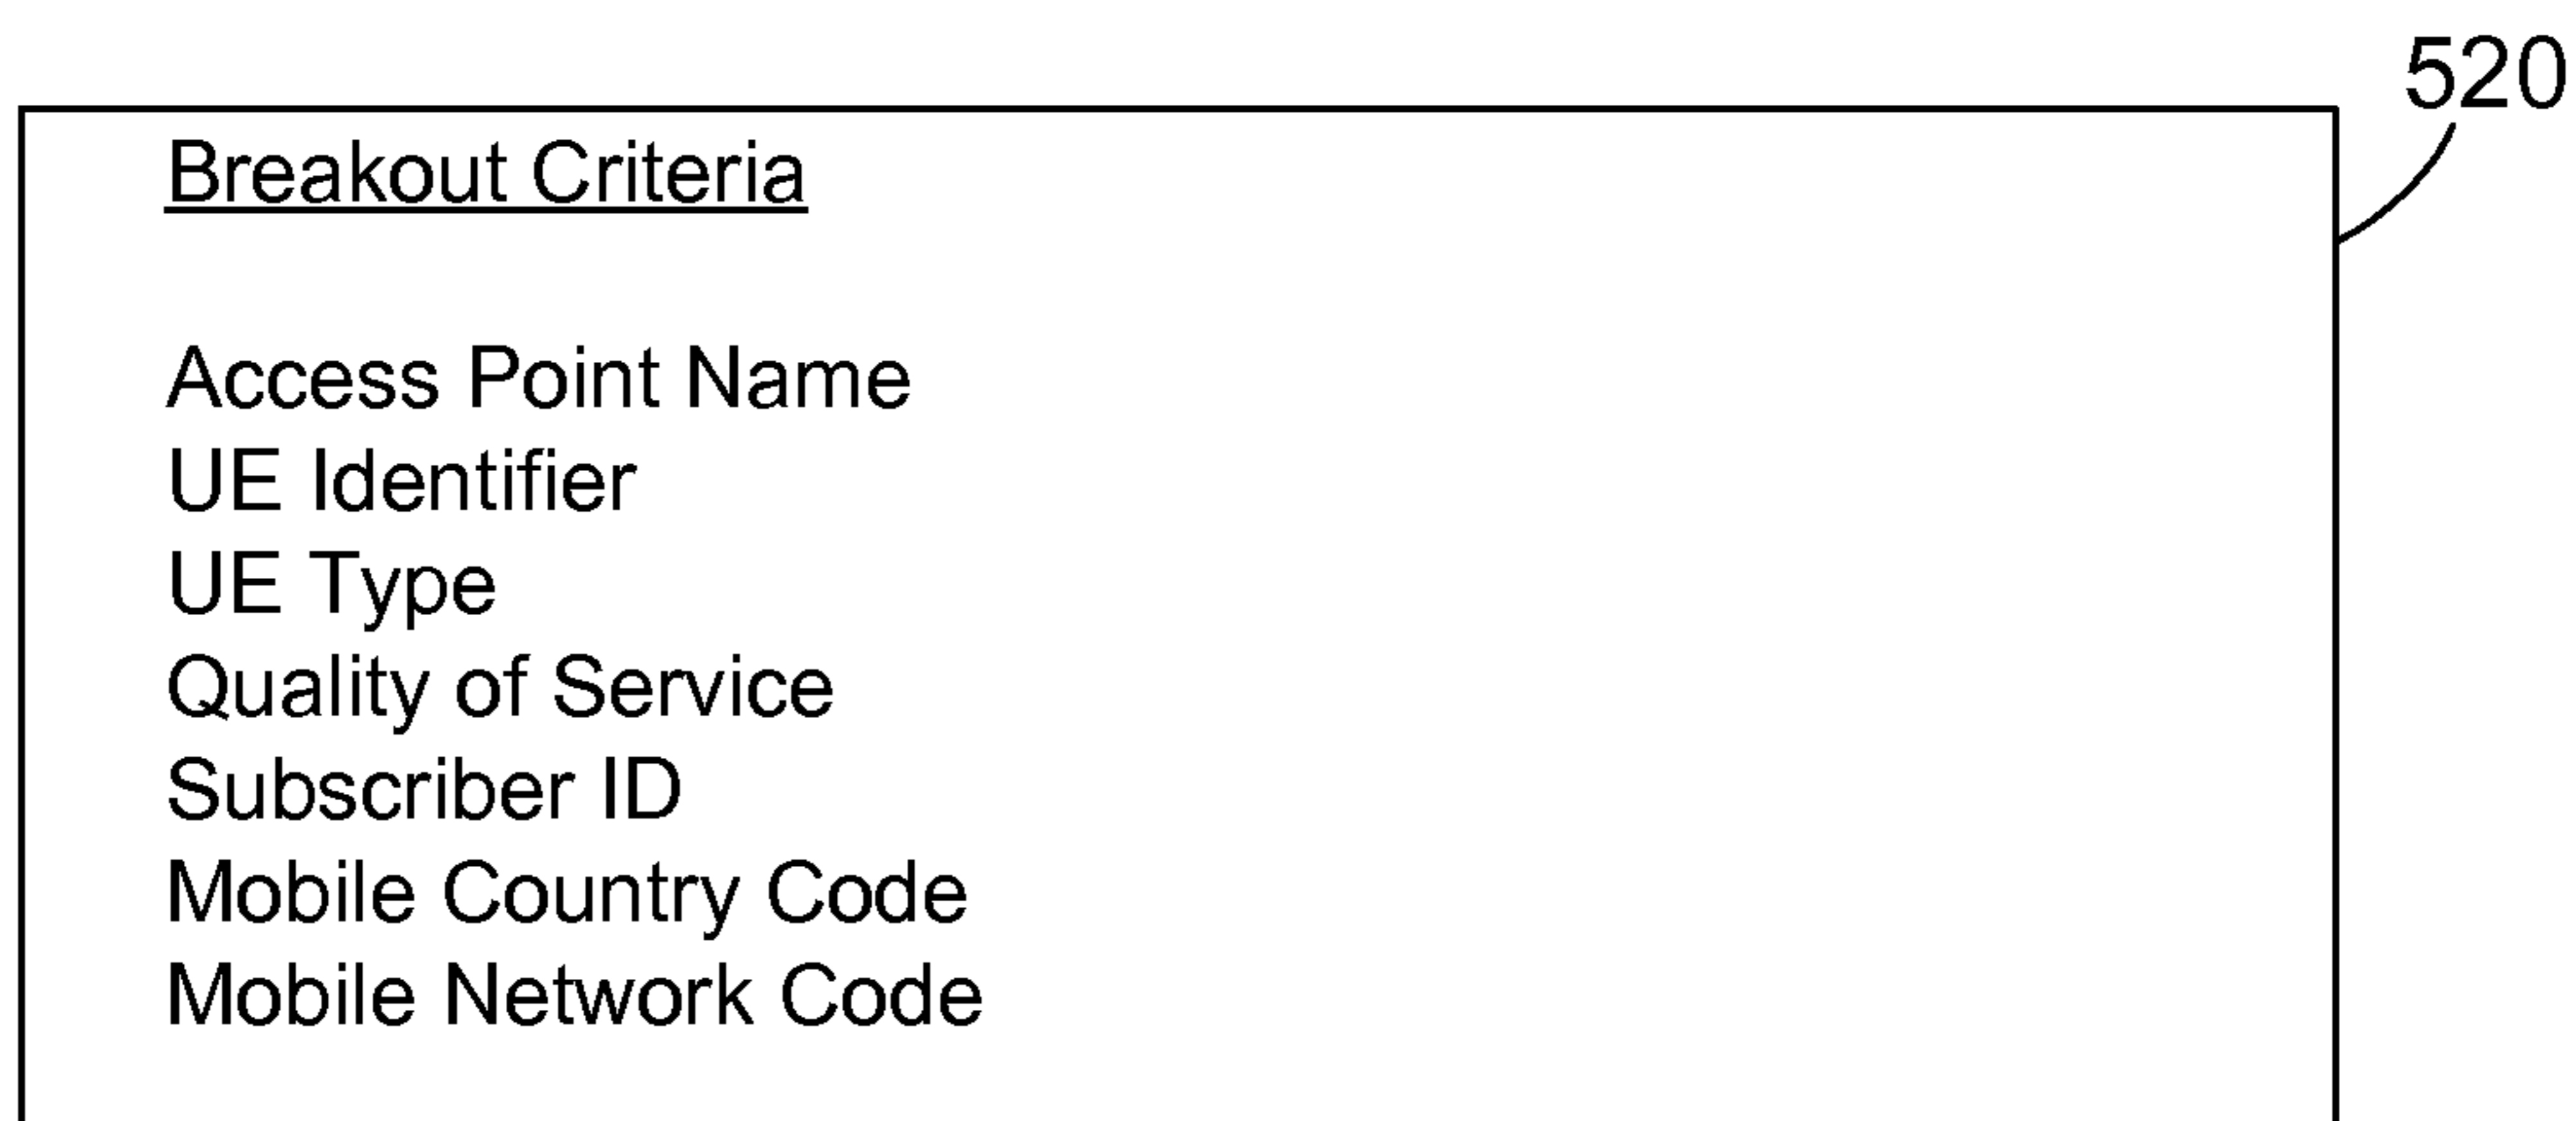 520
Breakout Criteria
Access Point Name
UE Identifier
UE Type
Quality of Service
Subscriber ID
Mobile Country Code
Mobile Network Code